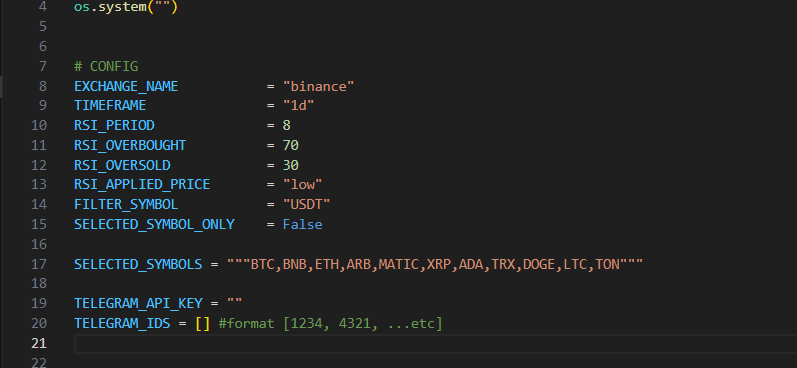 4 os.system("")
5
6
7 # CONFIG
8 EXCHANGE_NAME = "binance"
9 TIMEFRAME = "1d"
10 RSI_PERIOD = 8
11 RSI_OVERBOUGHT = 70
12 RSI_OVERSOLD = 30
13 RSI_APPLIED_PRICE = "low"
14 FILTER_SYMBOL = "USDT"
15 SELECTED_SYMBOL_ONLY = False
16
17 SELECTED_SYMBOLS = """BTC,BNB,ETH,ARB,MATIC,XRP,ADA,TRX,DOGE,LTC,TON"""
18
19 TELEGRAM_API_KEY = ""
20 TELEGRAM_IDS = [] #format [1234, 4321, ...etc]
21
22